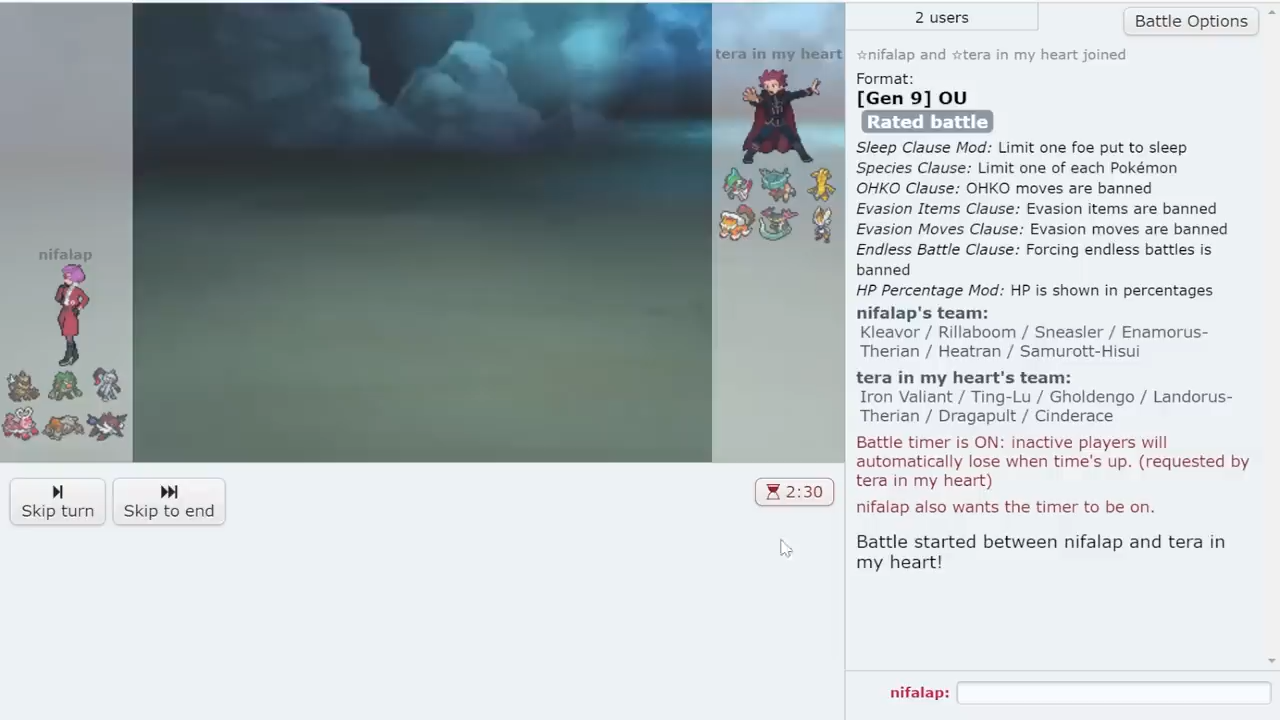 2 users
Battle Options
tera in my heart
☆nifalap and ☆tera in my heart joined
Format:
[Gen 9] OU
Rated battle
Sleep Clause Mod: Limit one foe put to sleep
Species Clause: Limit one of each Pokémon
OHKO Clause: OHKO moves are banned
Evasion Items Clause: Evasion items are banned
Evasion Moves Clause: Evasion moves are banned
Endless Battle Clause: Forcing endless battles is
banned
HP Percentage Mod: HP is shown in percentages
nifalap
nifalap's team:
Kleavor / Rillaboom / Sneasler / Enamorus-
Therian / Heatran / Samurott-Hisui
tera in my heart's team:
Iron Valiant / Ting-Lu / Gholdengo / Landorus-
Therian / Dragapult / Cinderace
Battle timer is ON: inactive players will
automatically lose when time's up. (requested by
tera in my heart)
nifalap also wants the timer to be on.
Battle started between nifalap and tera in
my heart!
Skip turn
Skip to end
2:30
nifalap: